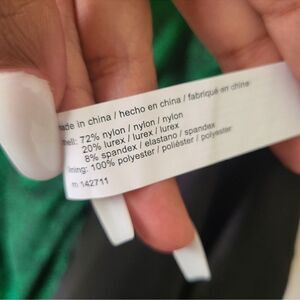 made in china / hecho en china / fabriqué en chine
shell: 72% nylon / nylon / nylon
20% lurex / lurex / lurex
8% spandex / elastano / spandex
lining: 100% polyester / poliéster / polyester
m 142711